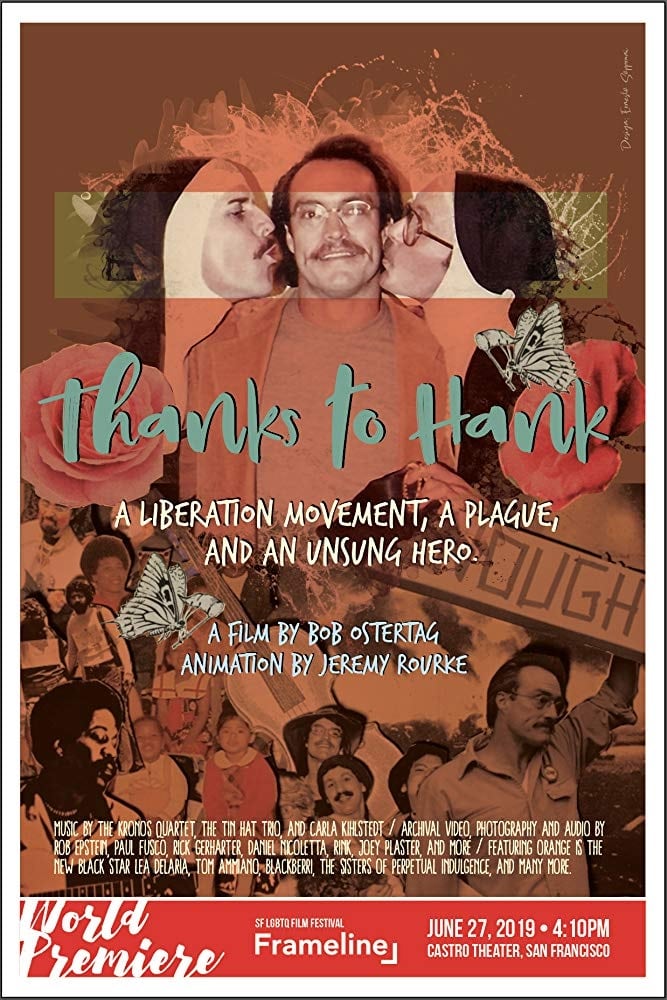 Design: Ernesto Sopprani
Thanks to Hank
A LIBERATION MOVEMENT, A PLAGUE,
AND AN UNSUNG HERO.
OUGH
A FILM BY BOB OSTERTAG
ANIMATION BY JEREMY ROURKE
MUSIC BY THE KRONOS QUARTET, THE TIN HAT TRIO, AND CARLA KIHLSTEDT / ARCHIVAL VIDEO, PHOTOGRAPHY AND AUDIO BY
ROB EPSTEIN, PAUL FUSCO, RICK GERHARTER, DANIEL NICOLETTA, RINK, JOEY PLASTER, AND MORE / FEATURING ORANGE IS THE
NEW BLACK STAR LEA DELARIA, TOM AMMIANO, BLACKBERRI, THE SISTERS OF PERPETUAL INDULGENCE, AND MANY MORE.
World
Premiere
SF LGBTQ FILM FESTIVAL
Frameline
JUNE 27, 2019 • 4:10PM
CASTRO THEATER, SAN FRANCISCO